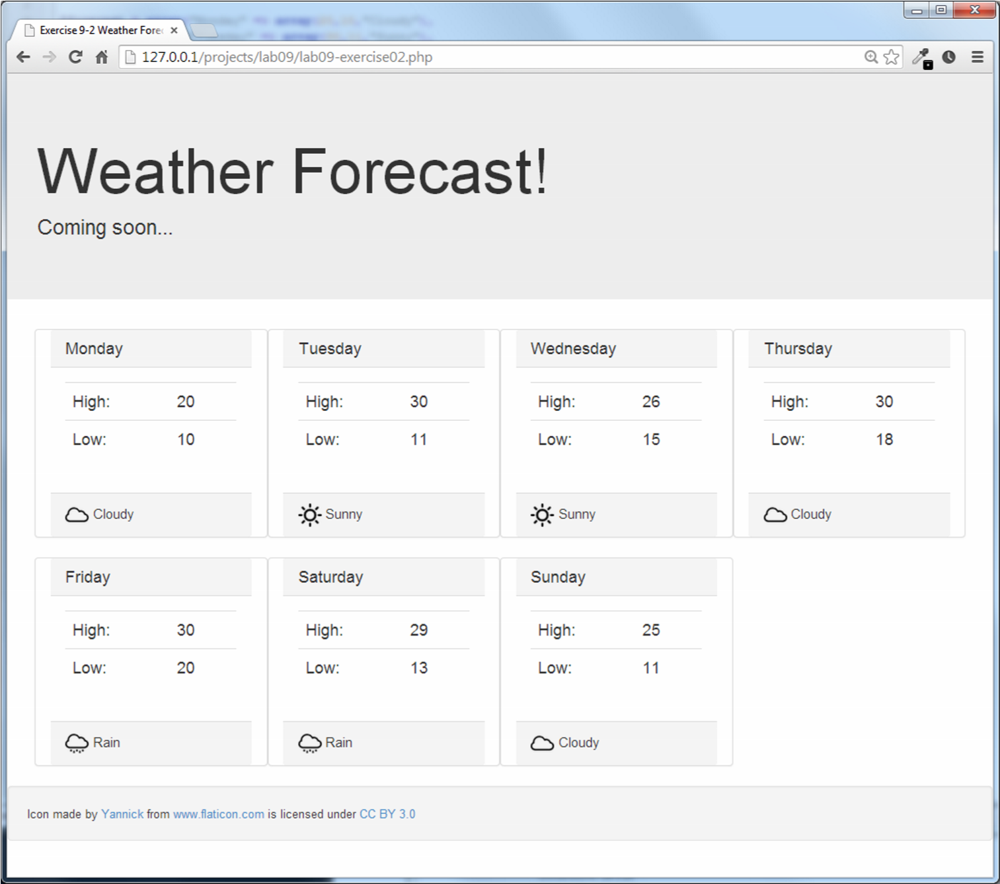 Exercise 9-2 Weather Fore
127.0.0.1/projects/lab09/lab09-exercise02.php
Weather Forecast!
Coming soon...
Monday
High: 20
Low: 10
Cloudy
Tuesday
High: 30
Low: 11
Sunny
Wednesday
High: 26
Low: 15
Sunny
Thursday
High: 30
Low: 18
Cloudy
Friday
High: 30
Low: 20
Rain
Saturday
High: 29
Low: 13
Rain
Sunday
High: 25
Low: 11
Cloudy
Icon made by Yannick from www.flaticon.com is licensed under CC BY 3.0